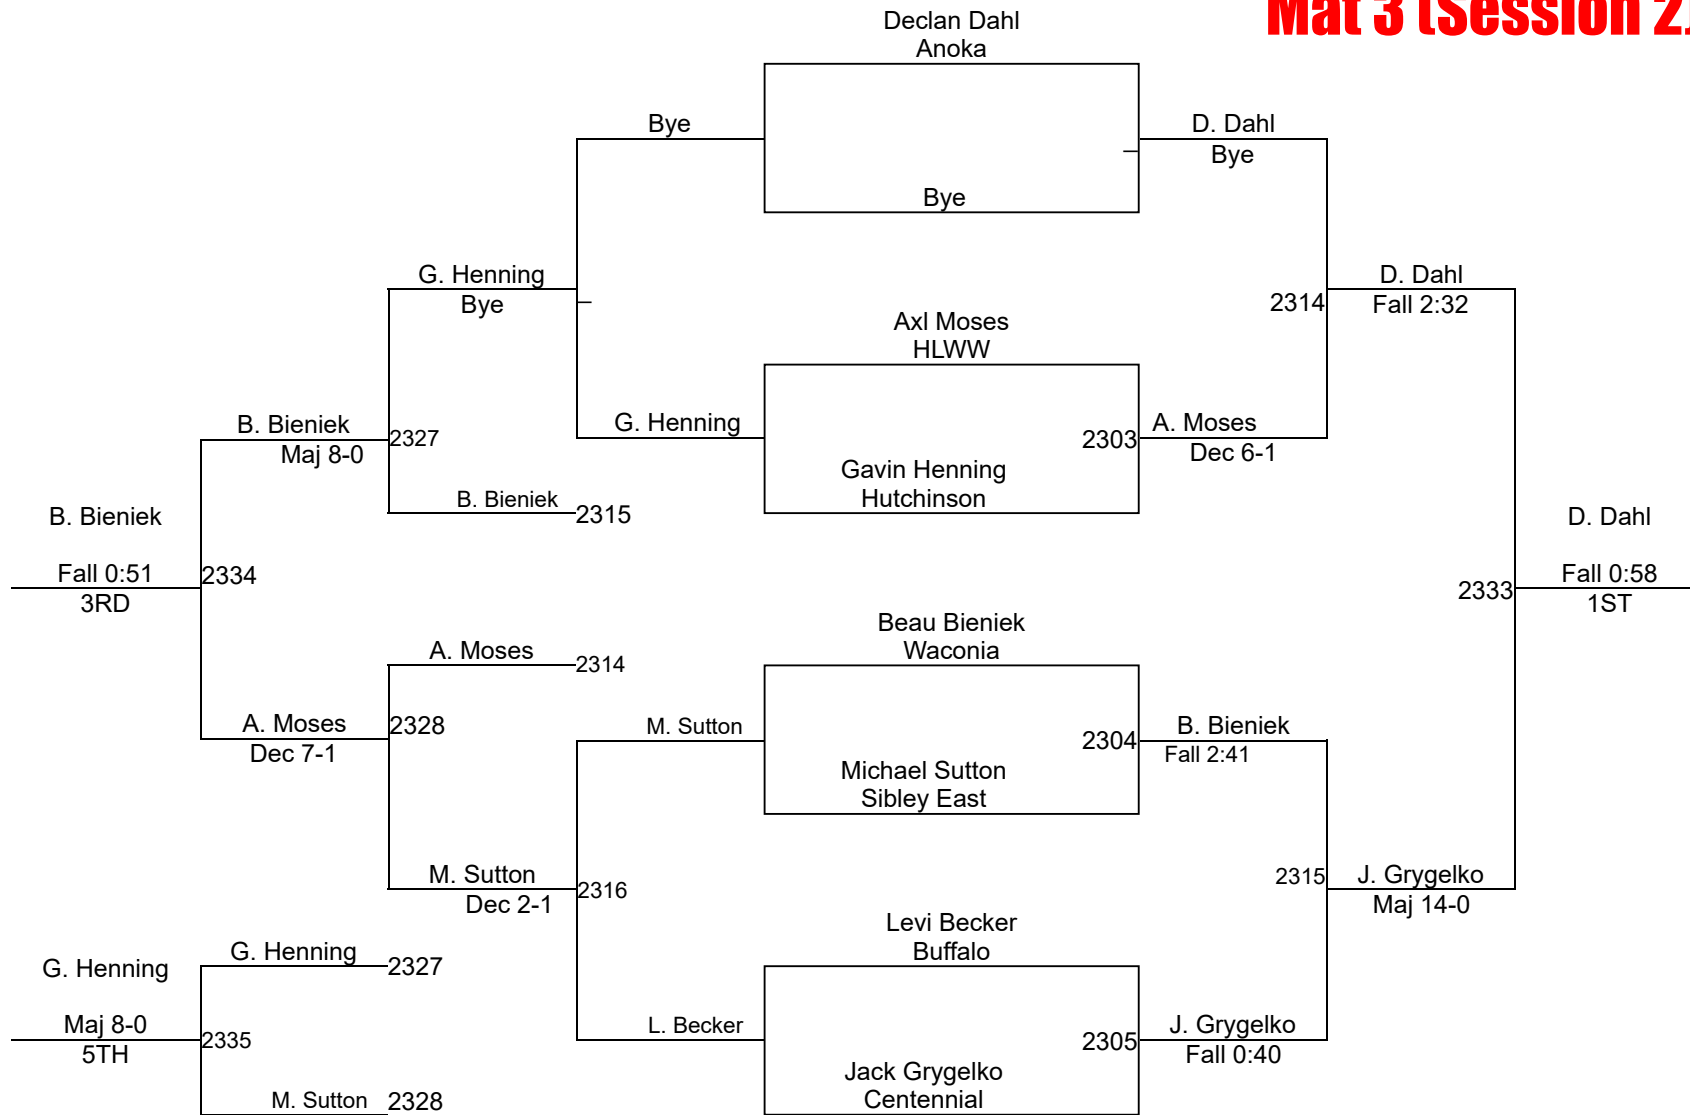 Mat 3 (Session 2)
Declan Dahl
Anoka
Bye
D. Dahl
Bye
Bye
G. Henning
Bye
D. Dahl
2314
Fall 2:32
Axl Moses
HLWW
B. Bieniek
2327
Maj 8-0
G. Henning
2303
A. Moses
Dec 6-1
Gavin Henning
Hutchinson
B. Bieniek
2315
B. Bieniek
D. Dahl
Fall 0:51
2334
3RD
2333
Fall 0:58
1ST
Beau Bieniek
Waconia
A. Moses
2314
A. Moses
2328
Dec 7-1
M. Sutton
2304
B. Bieniek
Fall 2:41
Michael Sutton
Sibley East
M. Sutton
2316
Dec 2-1
2315
J. Grygelko
Maj 14-0
Levi Becker
Buffalo
G. Henning
G. Henning
2327
Maj 8-0
2335
5TH
L. Becker
2305
J. Grygelko
Fall 0:40
Jack Grygelko
Centennial
M. Sutton
2328